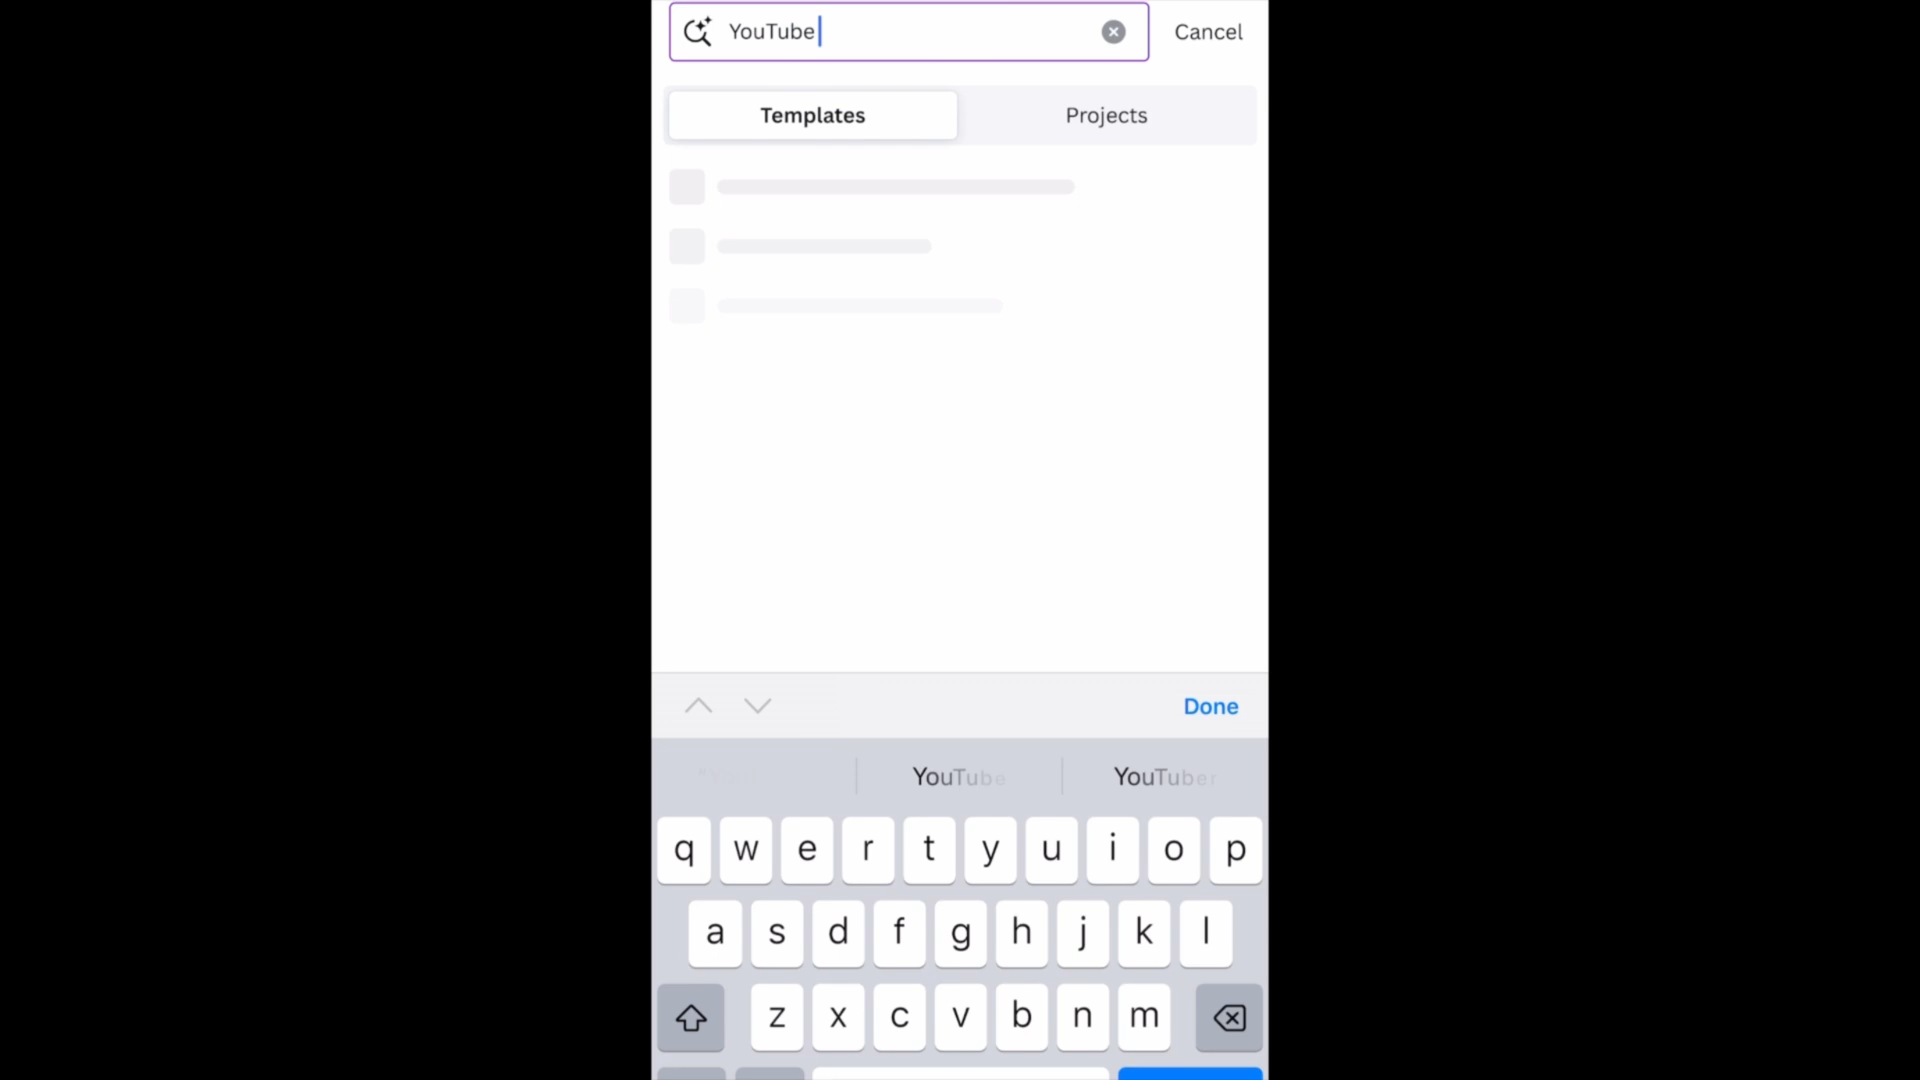 YouTube
Cancel
Templates
Projects
Done
YouTube
YouTuber
q w e r t y u i o p
a s d f g h j k l
z x c v b n m